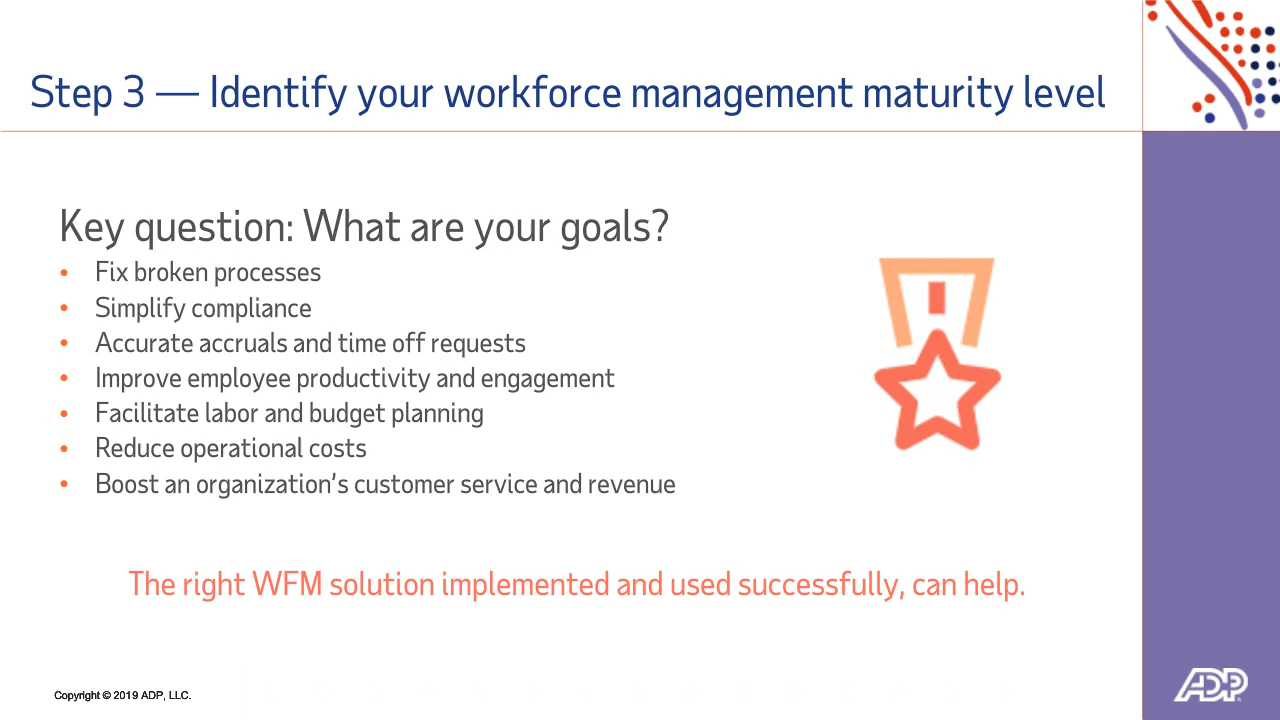 Step 3 — Identify your workforce management maturity level
Key question: What are your goals?
• Fix broken processes
• Simplify compliance
• Accurate accruals and time off requests
• Improve employee productivity and engagement
• Facilitate labor and budget planning
• Reduce operational costs
• Boost an organization's customer service and revenue
The right WFM solution implemented and used successfully, can help.
Copyright © 2019 ADP, LLC.
ADP